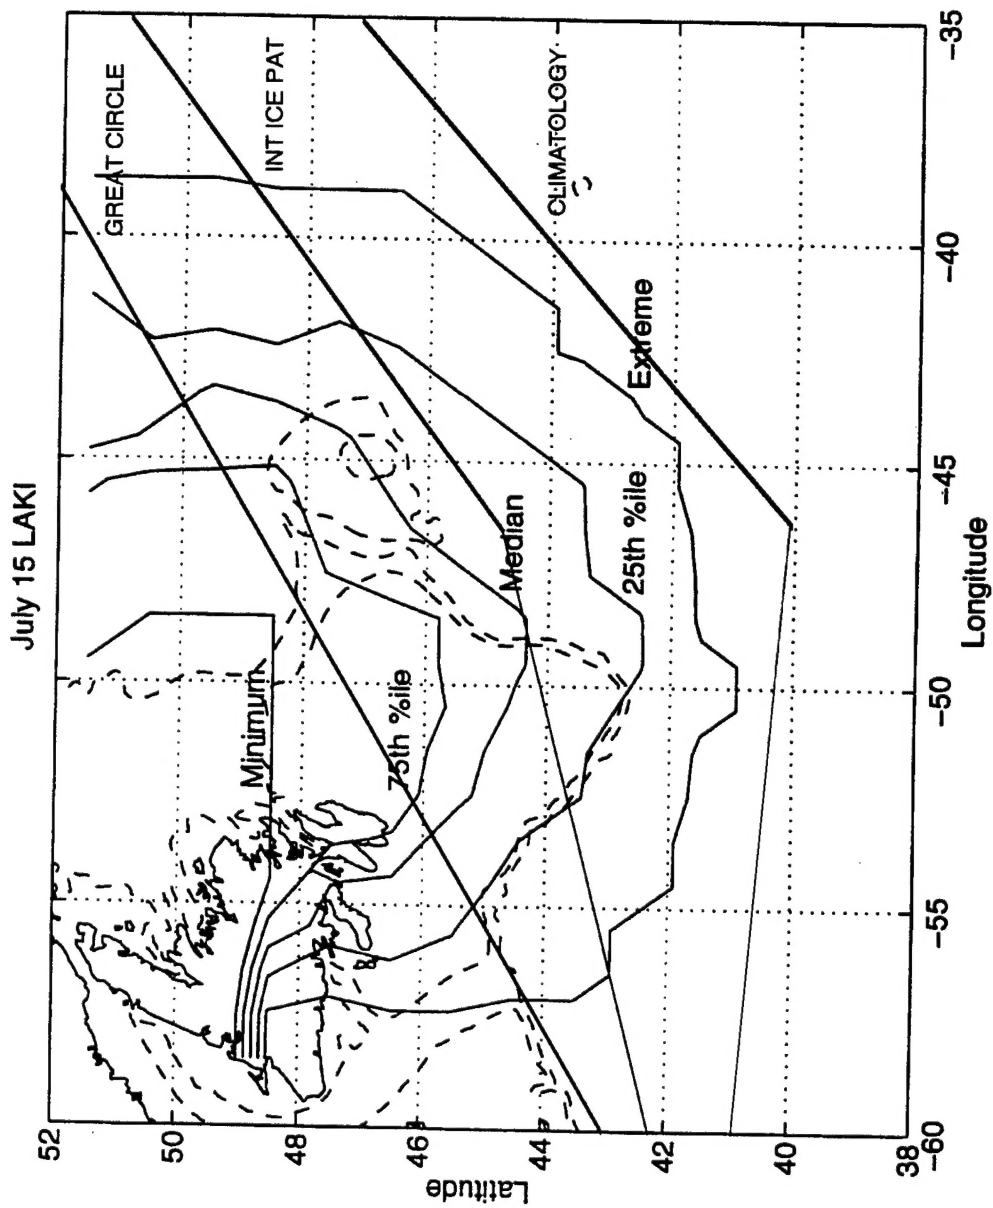 July 15 LAKI
GREAT CIRCLE
INT ICE PAT
CLIMATOLOGY
Minimum
75th %ile
Median
25th %ile
Extreme
Latitude
52
50
48
46
44
42
40
38
-60
-55
-50
-45
-40
-35
Longitude